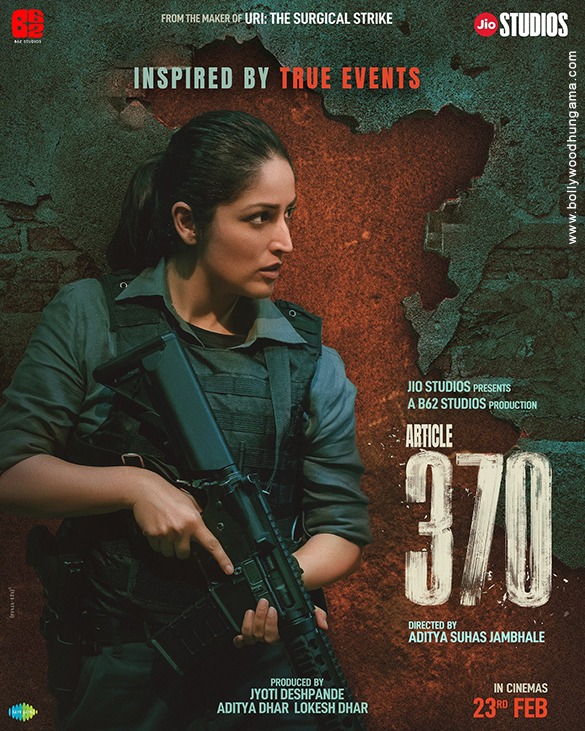 B62
B62 STUDIOS
FROM THE MAKER OF URI: THE SURGICAL STRIKE
Jio STUDIOS
INSPIRED BY TRUE EVENTS
www.bollywoodhungama.com
JIO STUDIOS PRESENTS
A B62 STUDIOS PRODUCTION
ARTICLE
370
DIRECTED BY
ADITYA SUHAS JAMBHALE
PRODUCED BY
JYOTI DESHPANDE
ADITYA DHAR LOKESH DHAR
IN CINEMAS
23RD FEB